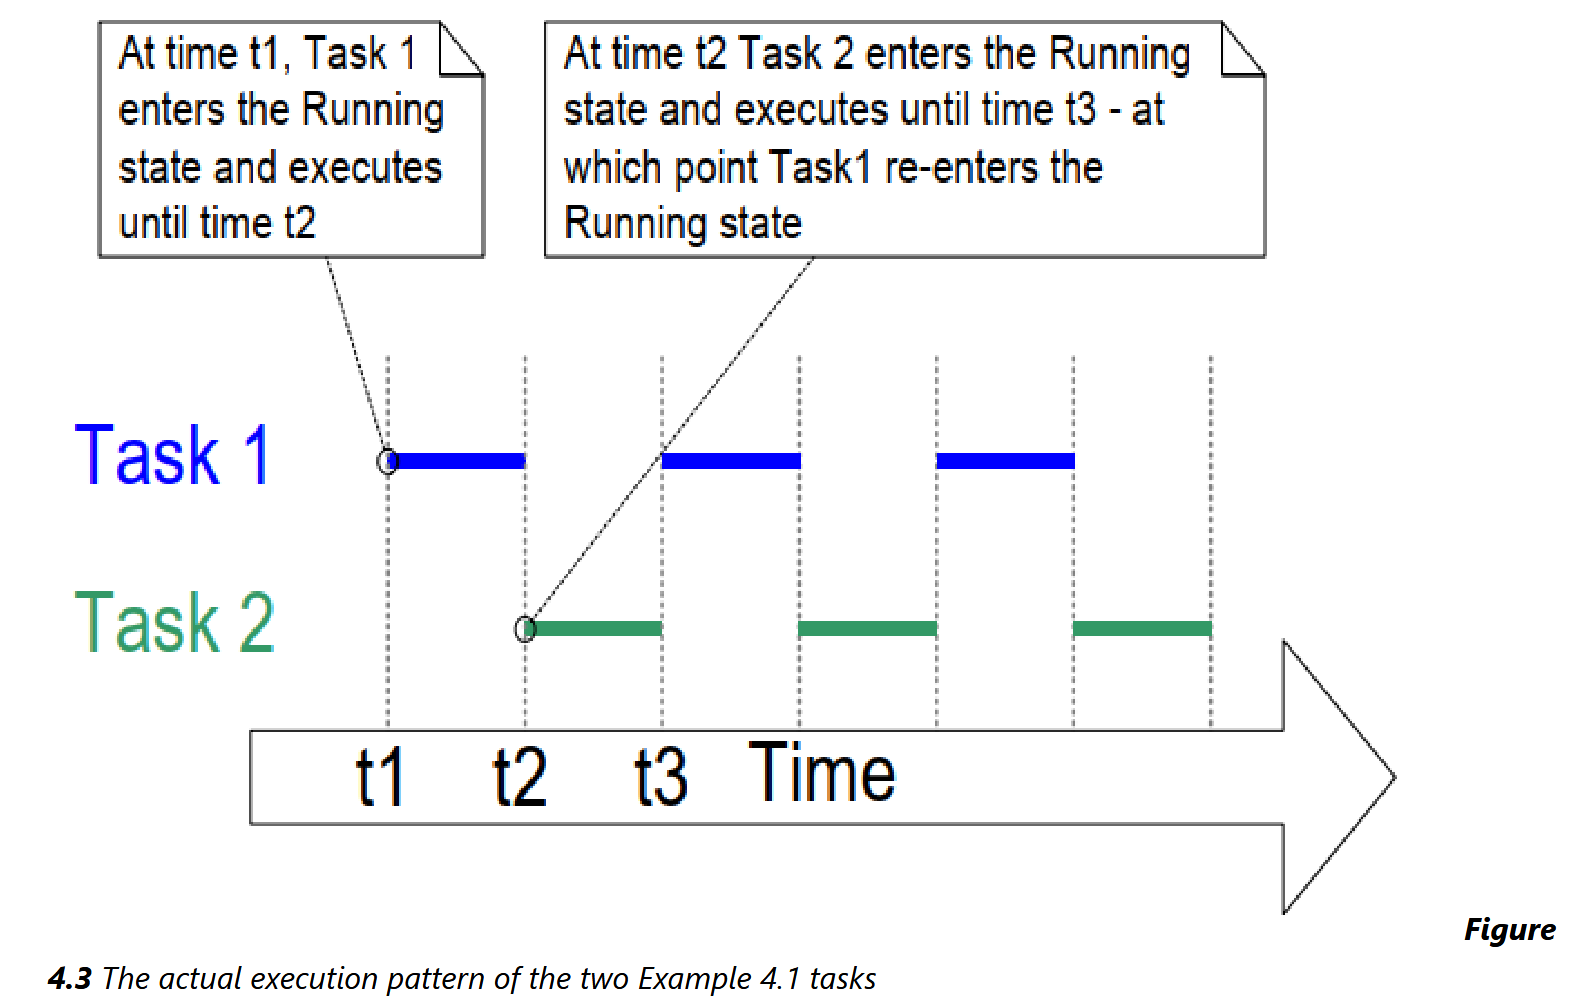 At time t1, Task 1
enters the Running
state and executes
until time t2
At time t2 Task 2 enters the Running
state and executes until time t3 - at
which point Task1 re-enters the
Running state
Task 1
Task 2
t1 t2 t3 Time
Figure
4.3 The actual execution pattern of the two Example 4.1 tasks